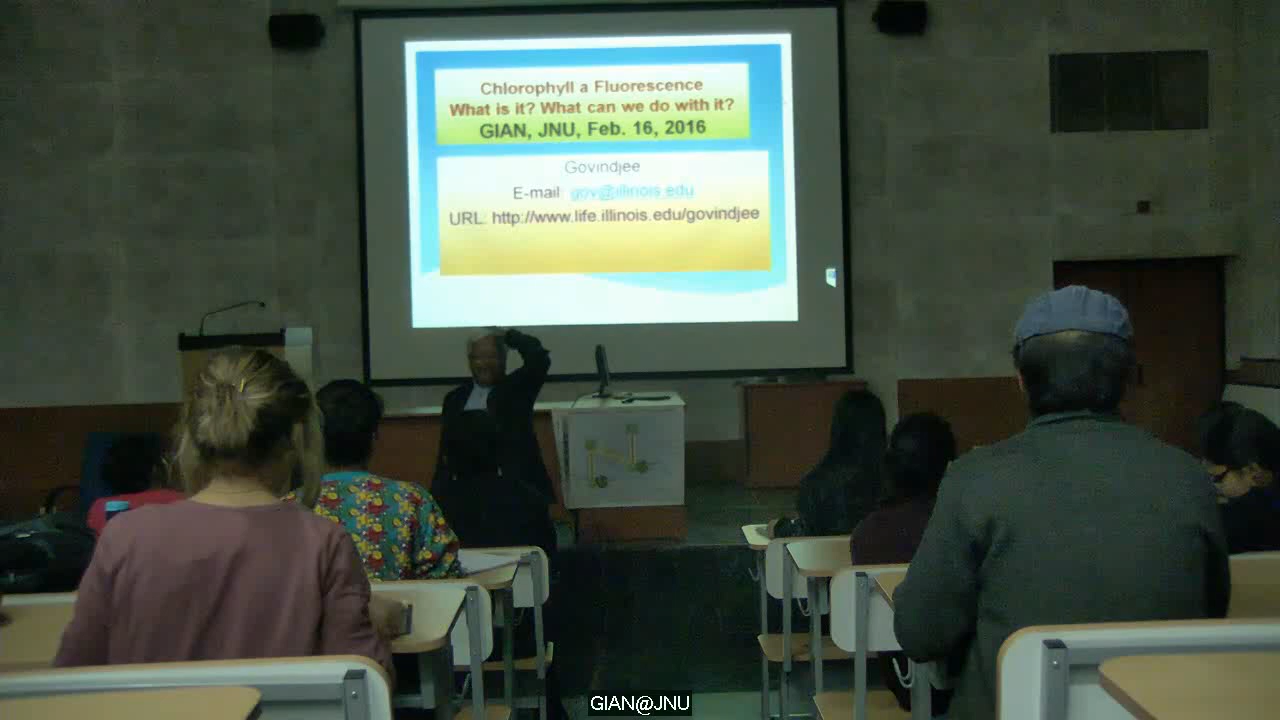 Chlorophyll a Fluorescence
What is it? What can we do with it?
GIAN, JNU, Feb. 16, 2016
Govindjee
E-mail: gov@illinois.edu
URL: http://www.life.illinois.edu/govindjee
GIAN@JNU